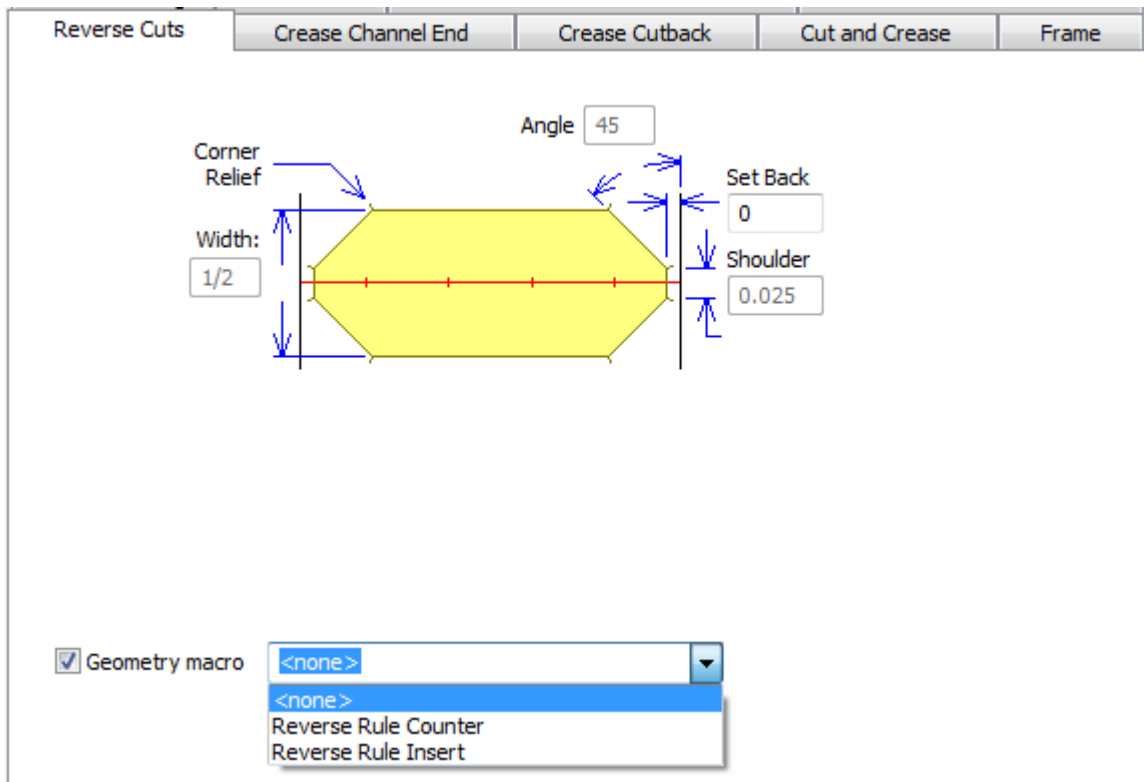 Reverse Cuts
Crease Channel End
Crease Cutback
Cut and Crease
Frame
Angle 45
Corner
Relief
Set Back
0
Width:
1/2
Shoulder
0.025
Geometry macro <none>
<none>
Reverse Rule Counter
Reverse Rule Insert